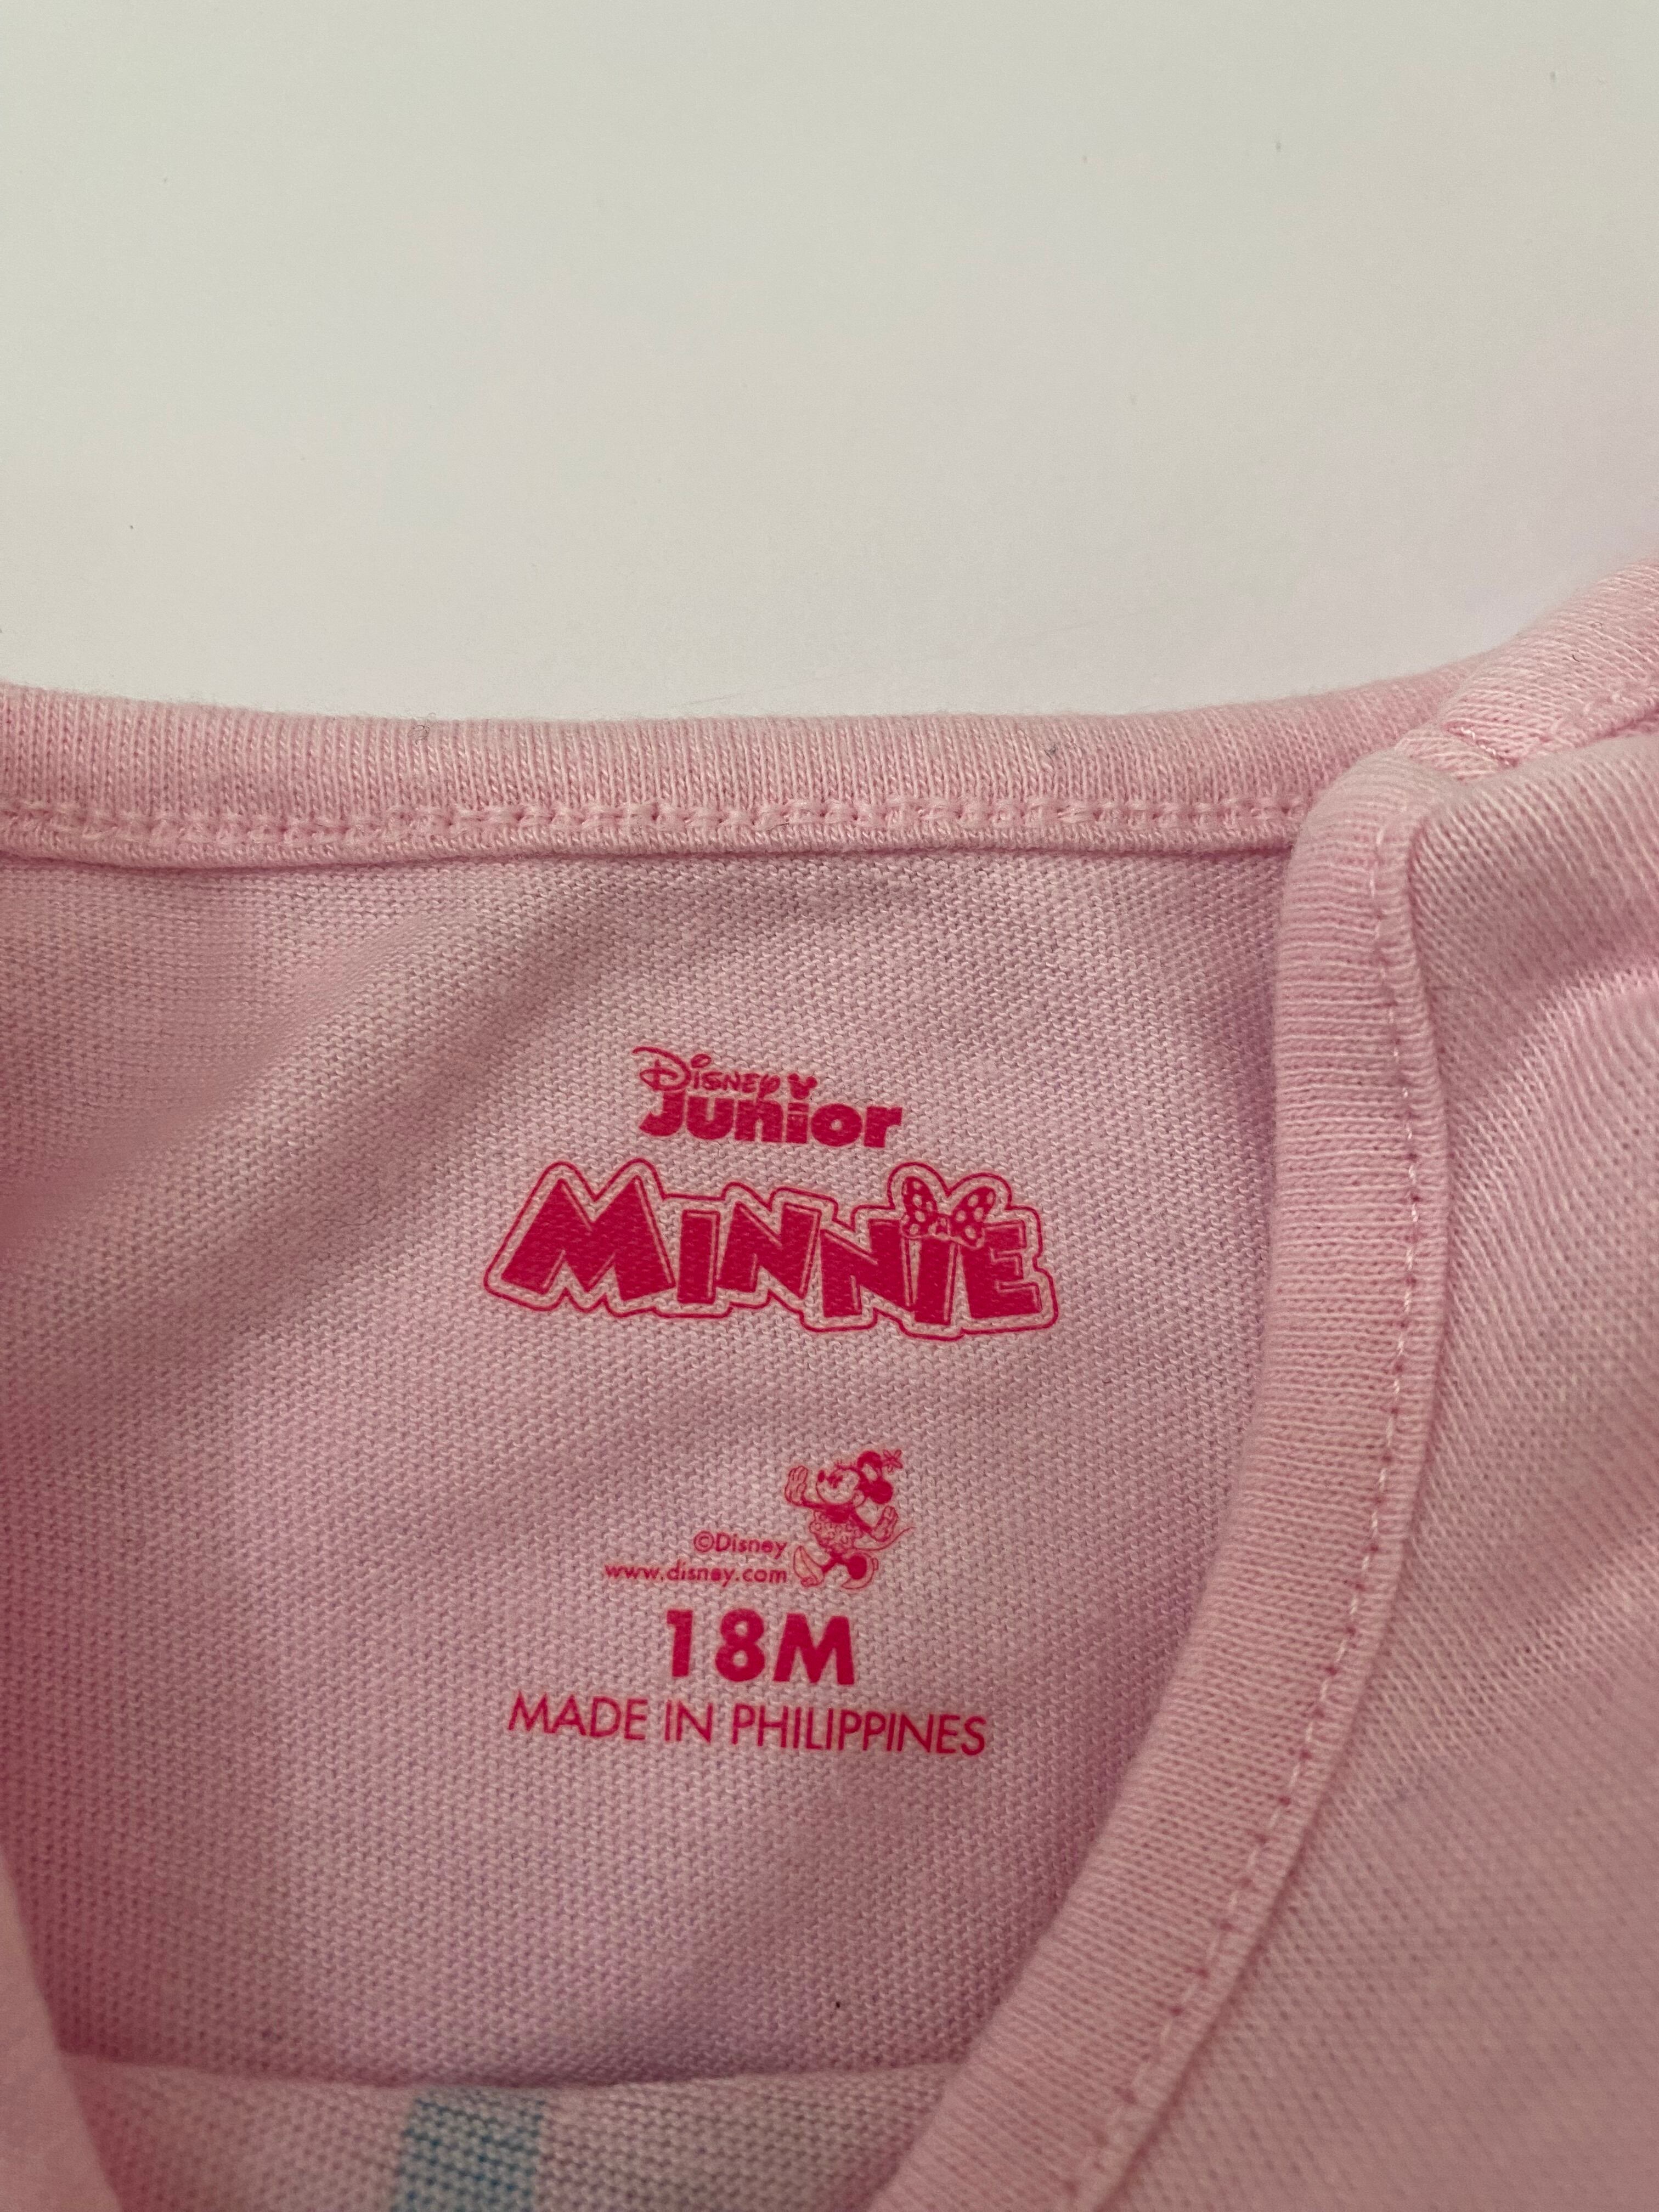 Disney
Junior
MINNIE
©Disney
www.disney.com
18M
MADE IN PHILIPPINES